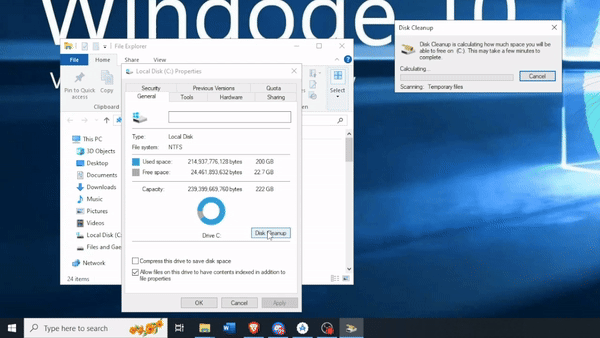 Windode 10
File Explorer
File
Home
Share
View
Pin to Quick
access
Copy
Paste
Clipboard
Select
This PC
3D Objects
Desktop
Documents
Downloads
Music
Pictures
Videos
Local Disk (C:)
Files and Gae
Network
24 items
Local Disk (C:) Properties
Security
Previous Versions
Quota
General
Tools
Hardware
Sharing
Type:
Local Disk
File system:
NTFS
Used space:
214,937,776,128 bytes
200 GB
Free space:
24,461,893,632 bytes
22.7 GB
Capacity:
239,399,669,760 bytes
222 GB
Drive C:
Disk Cleanup
Compress this drive to save disk space
Allow files on this drive to have contents indexed in addition to
file properties
OK
Cancel
Apply
Disk Cleanup
Disk Cleanup is calculating how much space you will be
able to free on (C:). This may take a few minutes to
complete.
Calculating...
Cancel
Scanning: Temporary files
Type here to search